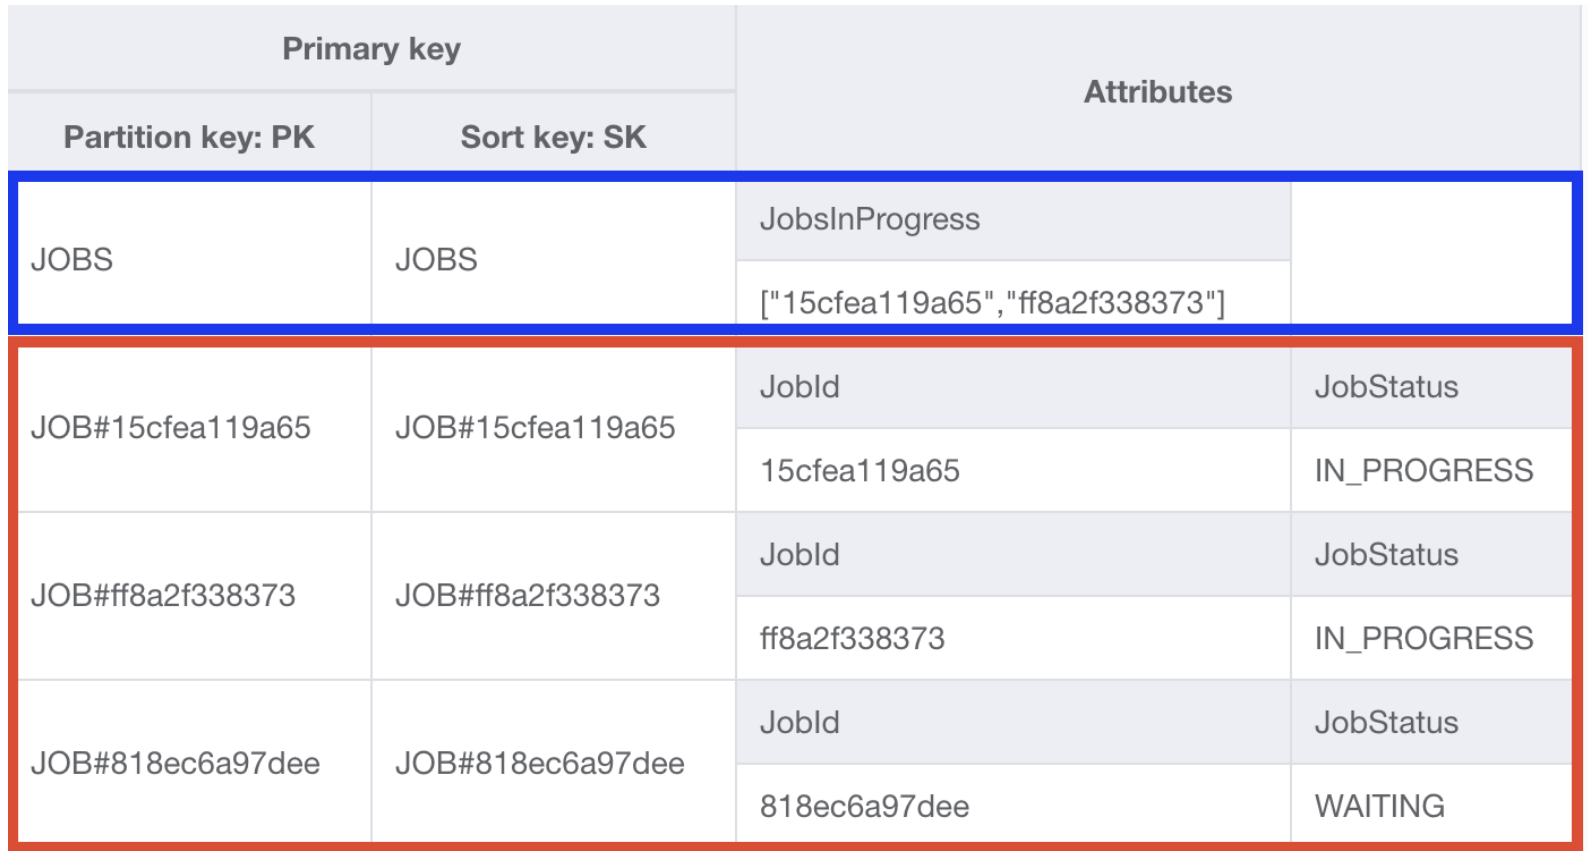 Primary key
Attributes
Partition key: PK Sort key: SK
JOBS JOBS JobsInProgress
["15cfea119a65","ff8a2f338373"]
JOB#15cfea119a65 JOB#15cfea119a65 JobId JobStatus
15cfea119a65 IN_PROGRESS
JOB#ff8a2f338373 JOB#ff8a2f338373 JobId JobStatus
ff8a2f338373 IN_PROGRESS
JOB#818ec6a97dee JOB#818ec6a97dee JobId JobStatus
818ec6a97dee WAITING